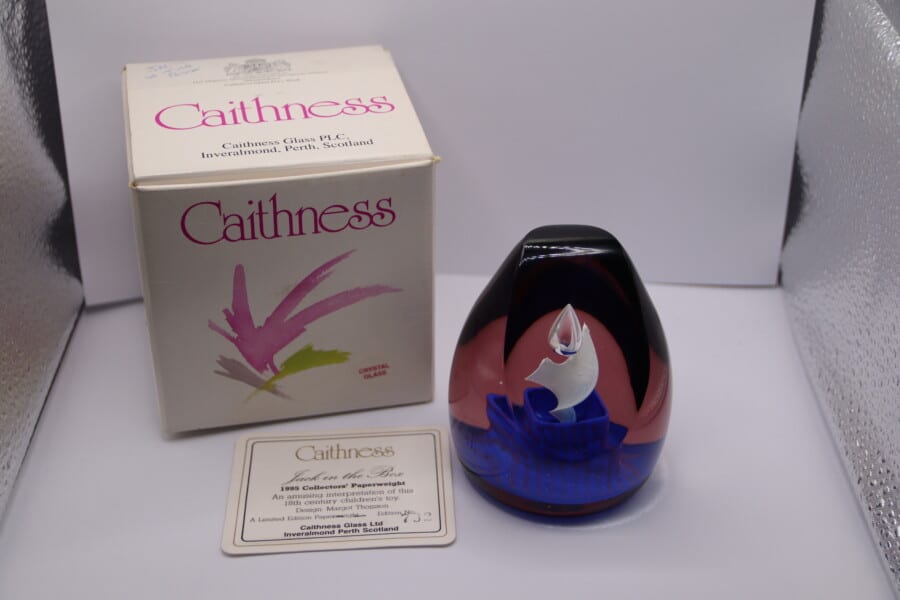 Caithness
Caithness Glass PLC,
Inveralmond, Perth, Scotland
Caithness
CRYSTAL
GLASS
Caithness
Jack in the Box
1995 Collectors' Paperweight
An amusing interpretation of this
18th century children's toy.
Design: Margot Thomson
A Limited Edition Paperweight Edition No.
Caithness Glass Ltd
Inveralmond Perth Scotland